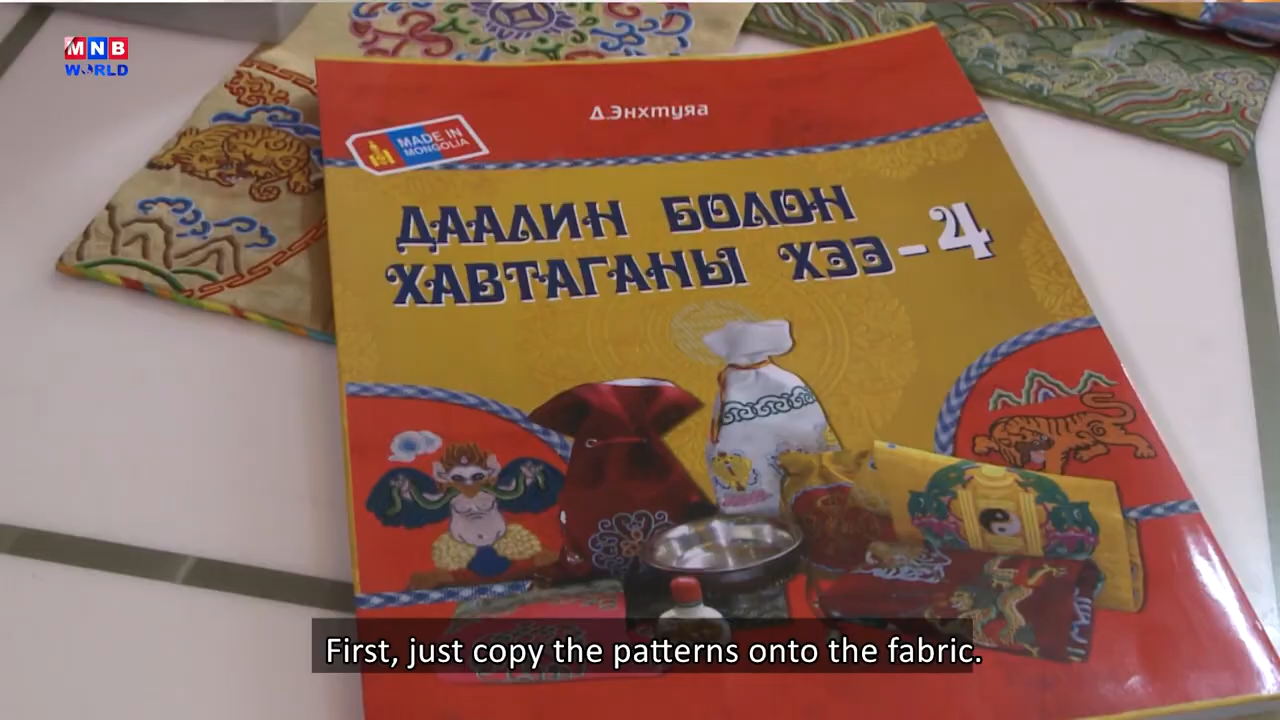 MNB
WORLD
Д.Энхтуяа
MADE IN
MONGOLIA
ДААЛИН БОЛОН
ХАВТАГАНЫ ХЭЭ-4
First, just copy the patterns onto the fabric.